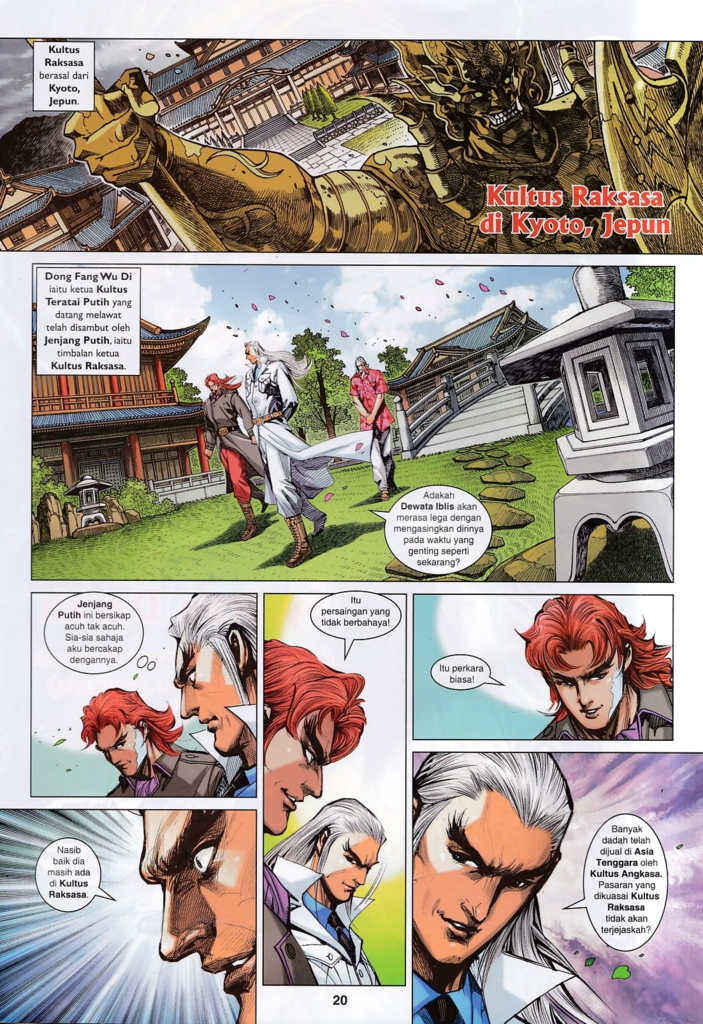 Kultus
Raksasa
berasal dari
Kyoto,
Jepun.
Kultus Raksasa
di Kyoto, Jepun
Dong Fang Wu Di
iaitu ketua Kultus
Teratai Putih yang
datang melawat
telah disambut oleh
Jenjang Putih, iaitu
timbalan ketua
Kultus Raksasa.
Adakah
Dewata Iblis akan
merasa lega dengan
mengasingkan dirinya
pada waktu yang
genting seperti
sekarang?
Jenjang
Putih ini bersikap
acuh tak acuh.
Sia-sia sahaja
aku bercakap
dengannya.
Itu
persaingan yang
tidak berbahaya!
Itu perkara
biasa!
Nasib
baik dia
masih ada
di Kultus
Raksasa.
Banyak
dadah telah
dijual di Asia
Tenggara oleh
Kultus Angkasa.
Pasaran yang
dikuasai Kultus
Raksasa
tidak akan
terjejaskah?
20